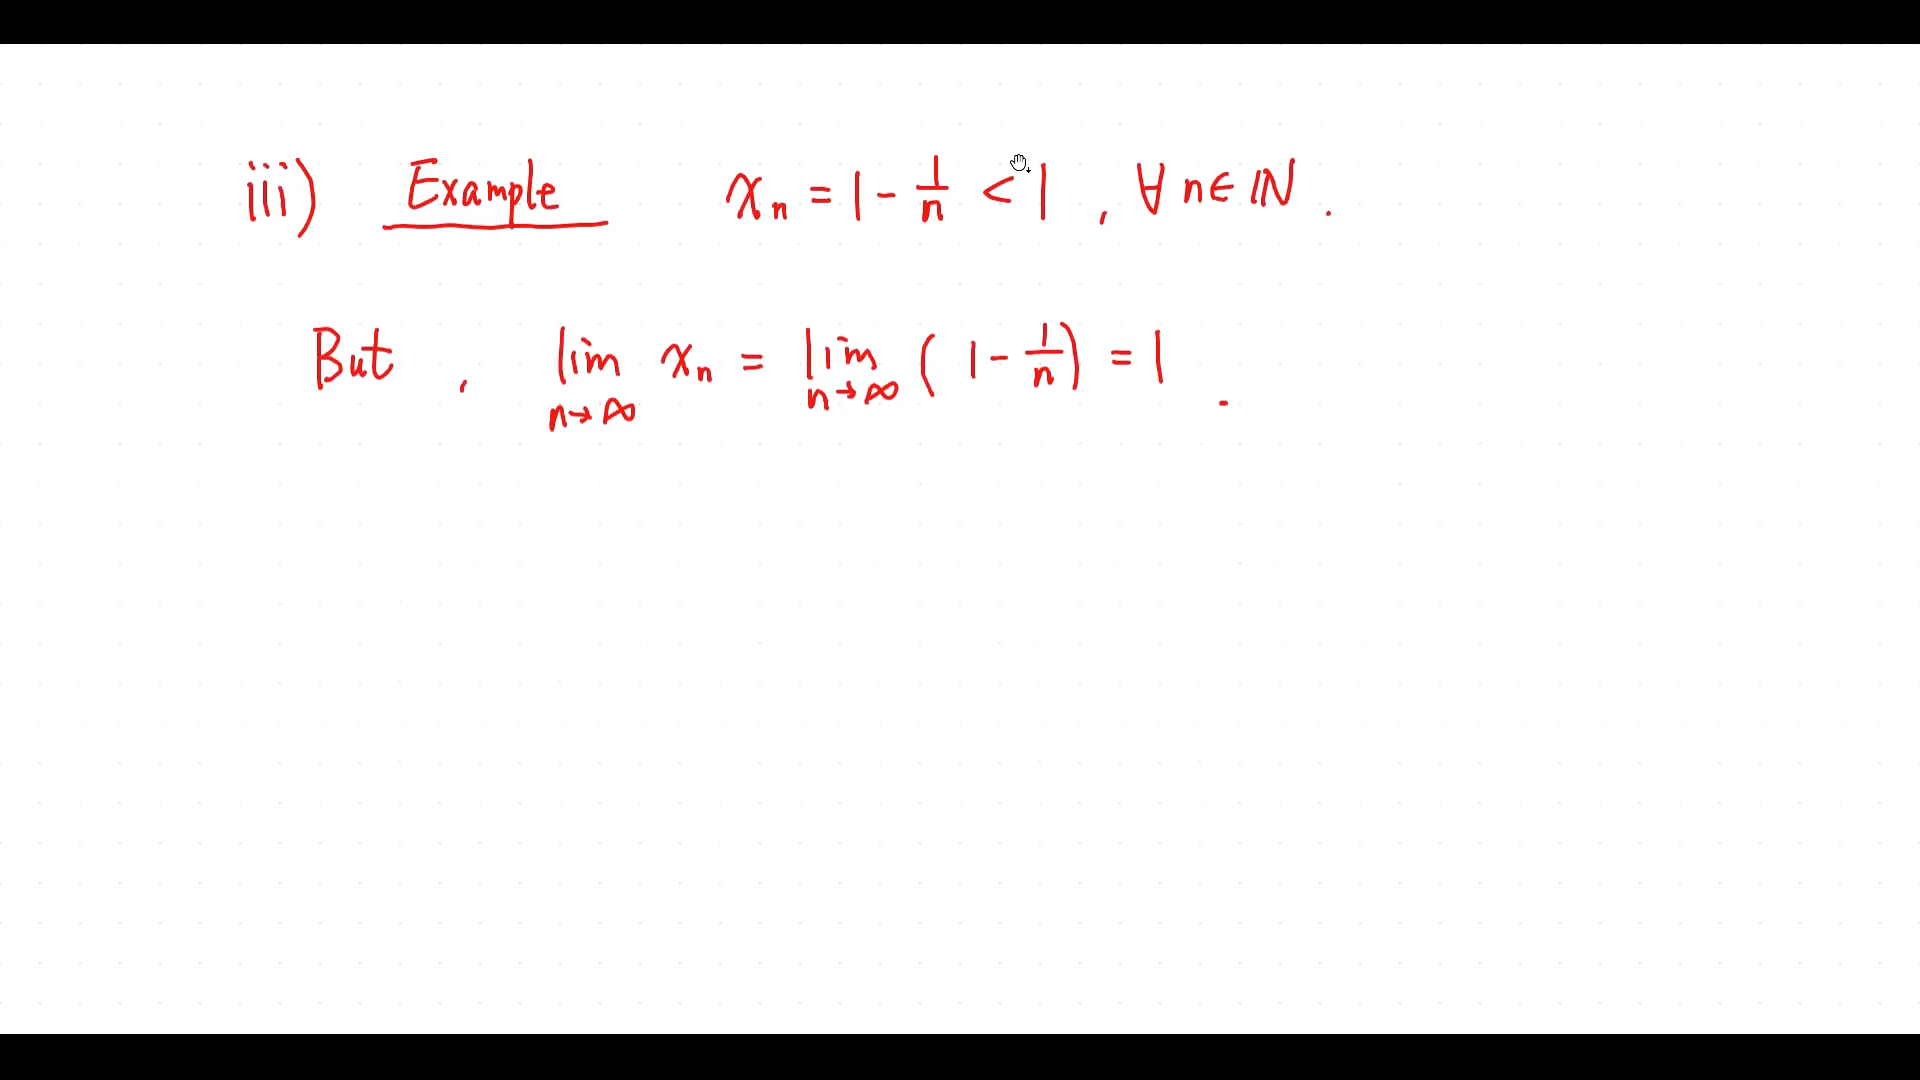 iii) Example xₙ = 1 - 1/n < 1 , ∀ n ∈ ℕ .
But , lim_{n→∞} xₙ = lim_{n→∞} ( 1 - 1/n ) = 1 .